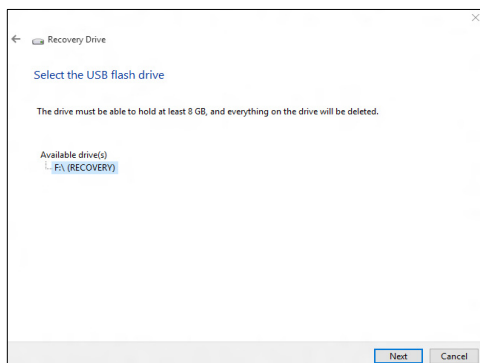 Recovery Drive
Select the USB flash drive
The drive must be able to hold at least 8 GB, and everything on the drive will be deleted.
Available drive(s)
F:\ (RECOVERY)
Next Cancel